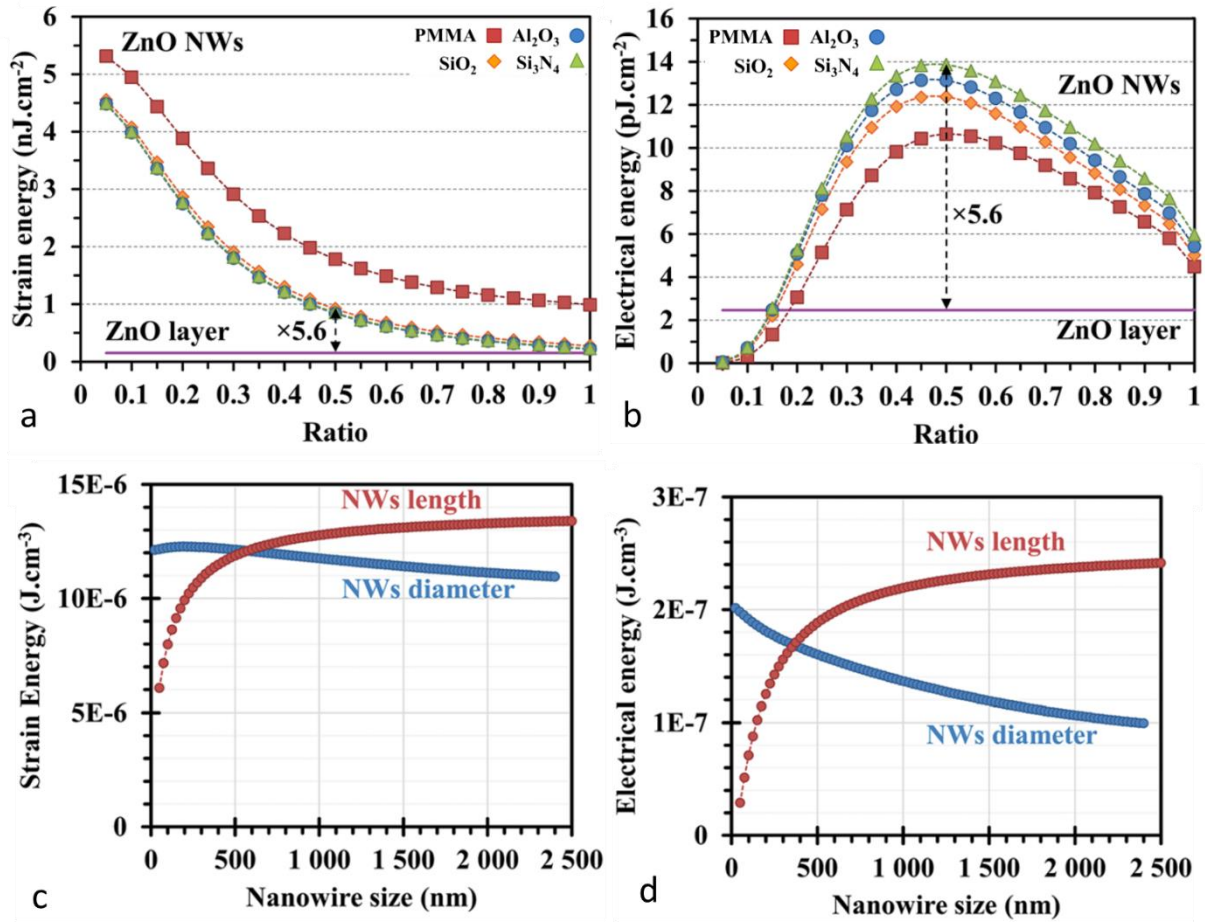 Strain energy (nJ.cm⁻²)
6
5
4
3
2
1
0
ZnO NWs
PMMA Al₂O₃
SiO₂ Si₃N₄
ZnO layer
×5.6
0 0.1 0.2 0.3 0.4 0.5 0.6 0.7 0.8 0.9 1
Ratio
a
Electrical energy (pJ.cm⁻²)
16
14
12
10
8
6
4
2
0
PMMA Al₂O₃
SiO₂ Si₃N₄
ZnO NWs
×5.6
ZnO layer
0 0.1 0.2 0.3 0.4 0.5 0.6 0.7 0.8 0.9 1
Ratio
b
Strain Energy (J.cm⁻³)
15E-6
10E-6
5E-6
0
NWs length
NWs diameter
0 500 1 000 1 500 2 000 2 500
Nanowire size (nm)
c
Electrical energy (J.cm⁻³)
3E-7
2E-7
1E-7
0
NWs length
NWs diameter
0 500 1 000 1 500 2 000 2 500
Nanowire size (nm)
d